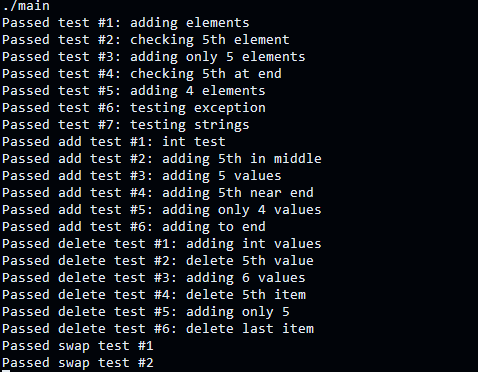 ./main
Passed test #1: adding elements
Passed test #2: checking 5th element
Passed test #3: adding only 5 elements
Passed test #4: checking 5th at end
Passed test #5: adding 4 elements
Passed test #6: testing exception
Passed test #7: testing strings
Passed add test #1: int test
Passed add test #2: adding 5th in middle
Passed add test #3: adding 5 values
Passed add test #4: adding 5th near end
Passed add test #5: adding only 4 values
Passed add test #6: adding to end
Passed delete test #1: adding int values
Passed delete test #2: delete 5th value
Passed delete test #3: adding 6 values
Passed delete test #4: delete 5th item
Passed delete test #5: adding only 5
Passed delete test #6: delete last item
Passed swap test #1
Passed swap test #2